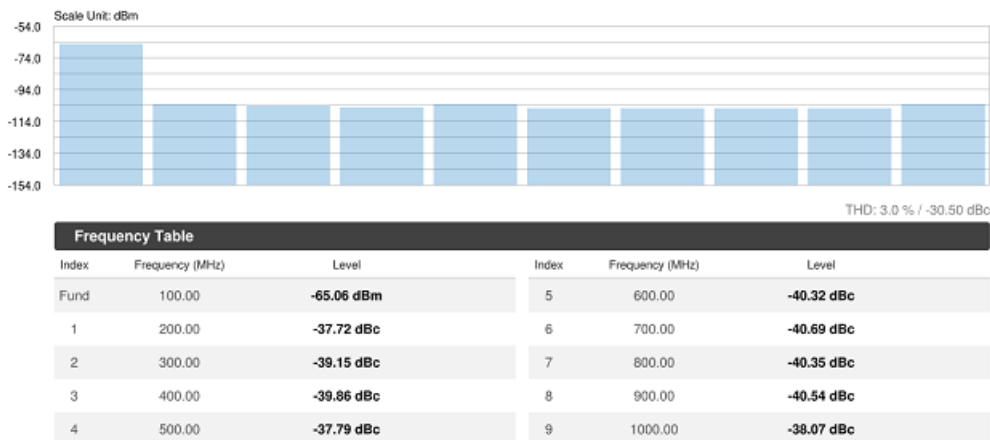 Scale Unit: dBm
-54.0
-74.0
-94.0
-114.0
-134.0
-154.0
THD: 3.0 % / -30.50 dBc
Frequency Table
Index Frequency (MHz) Level Index Frequency (MHz) Level
Fund 100.00 -65.06 dBm 5 600.00 -40.32 dBc
1 200.00 -37.72 dBc 6 700.00 -40.69 dBc
2 300.00 -39.15 dBc 7 800.00 -40.35 dBc
3 400.00 -39.86 dBc 8 900.00 -40.54 dBc
4 500.00 -37.79 dBc 9 1000.00 -38.07 dBc